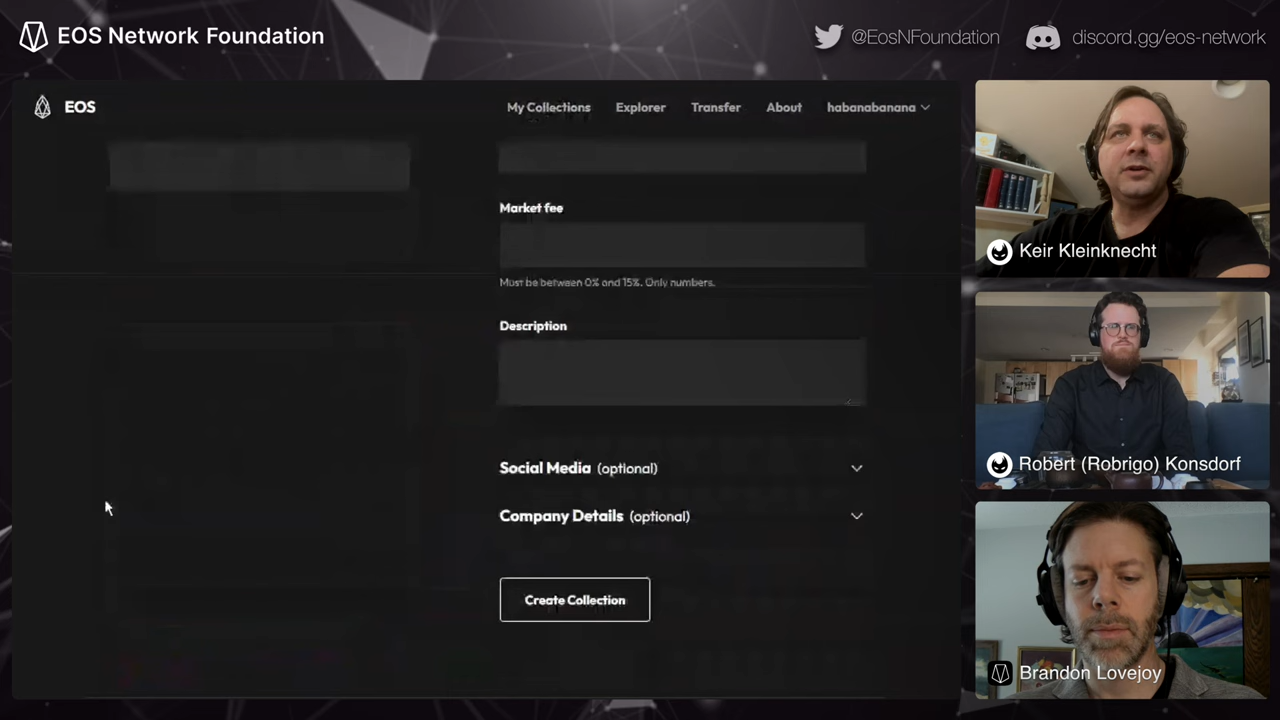 EOS Network Foundation
@EosNFoundation
discord.gg/eos-network
EOS
My Collections
Explorer
Transfer
About
habanabanana
Market fee
Must be between 0% and 15%. Only numbers.
Description
Social Media (optional)
Company Details (optional)
Create Collection
Keir Kleinknecht
Robert (Robrigo) Konsdorf
Brandon Lovejoy